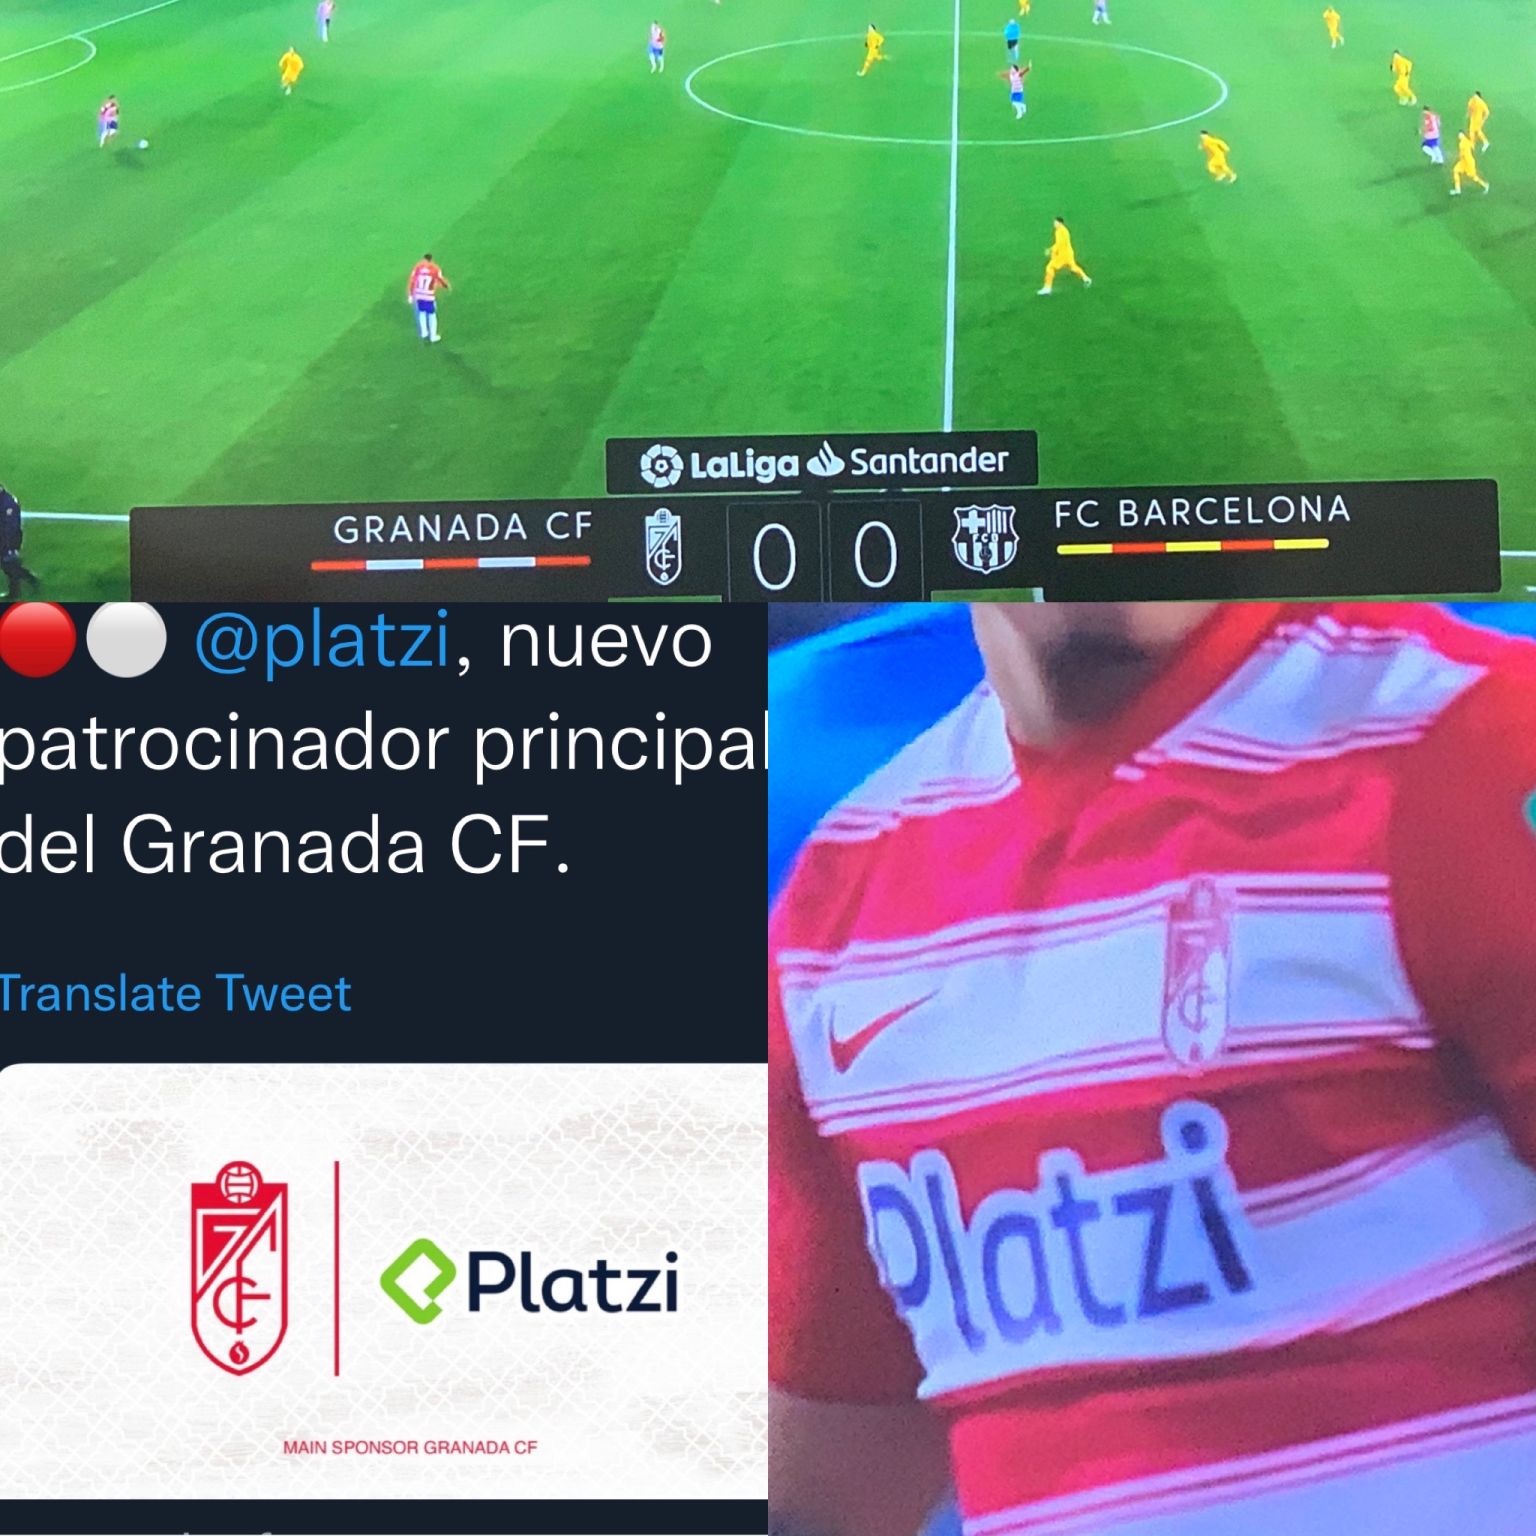 LaLiga Santander
GRANADA CF 0 0 FC BARCELONA
17
@platzi, nuevo
patrocinador principal
del Granada CF.
Translate Tweet
Platzi
MAIN SPONSOR GRANADA CF
Platzi